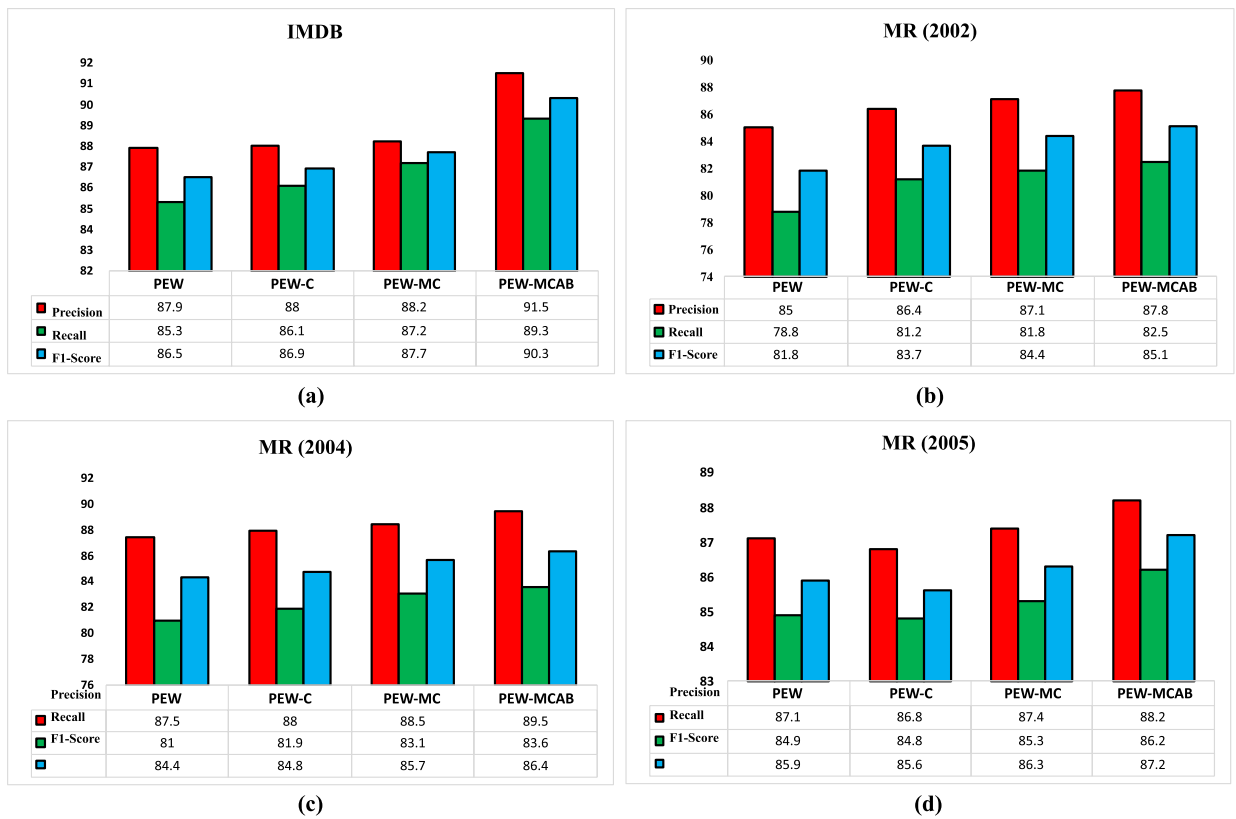 IMDB
92
91
90
89
88
87
86
85
84
83
82
PEW PEW-C PEW-MC PEW-MCAB
Precision 87.9 88 88.2 91.5
Recall 85.3 86.1 87.2 89.3
F1-Score 86.5 86.9 87.7 90.3
(a)
MR (2002)
90
88
86
84
82
80
78
76
74
PEW PEW-C PEW-MC PEW-MCAB
Precision 85 86.4 87.1 87.8
Recall 78.8 81.2 81.8 82.5
F1-Score 81.8 83.7 84.4 85.1
(b)
MR (2004)
92
90
88
86
84
82
80
78
76
Precision PEW PEW-C PEW-MC PEW-MCAB
Recall 87.5 88 88.5 89.5
F1-Score 81 81.9 83.1 83.6
84.4 84.8 85.7 86.4
(c)
MR (2005)
89
88
87
86
85
84
83
Precision PEW PEW-C PEW-MC PEW-MCAB
Recall 87.1 86.8 87.4 88.2
F1-Score 84.9 84.8 85.3 86.2
85.9 85.6 86.3 87.2
(d)